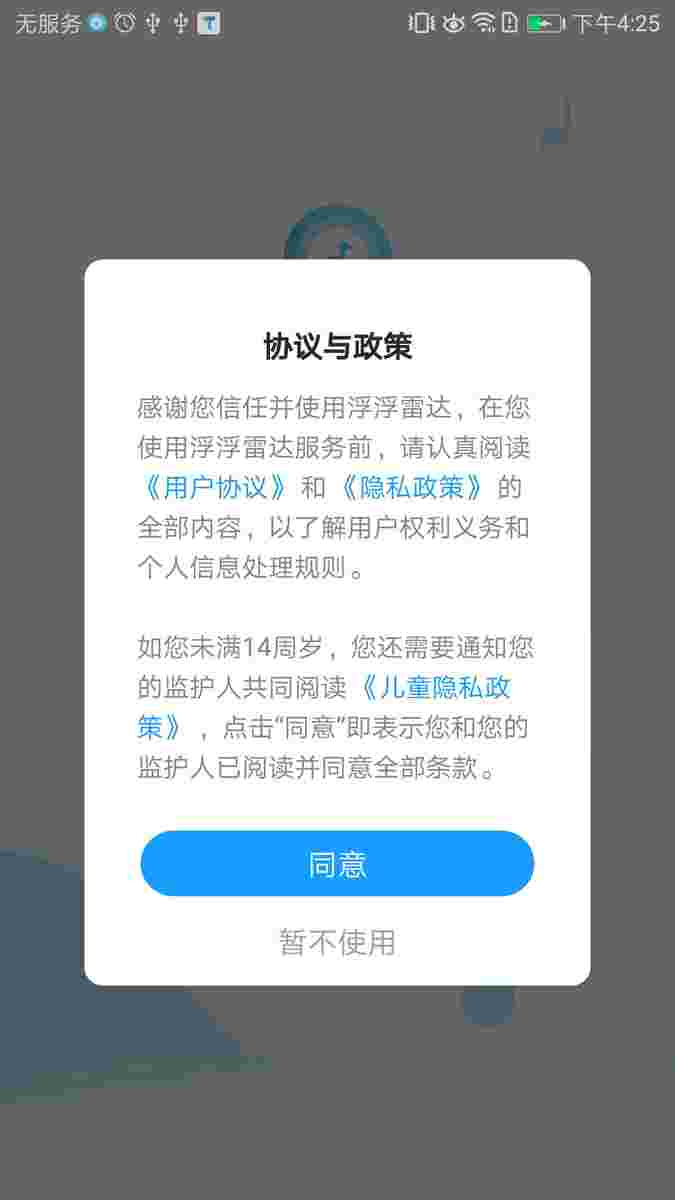 无服务
下午4:25
协议与政策
感谢您信任并使用浮浮雷达，在您
使用浮浮雷达服务前，请认真阅读
《用户协议》和《隐私政策》的
全部内容，以了解用户权利义务和
个人信息处理规则。
如您未满14周岁，您还需要通知您
的监护人共同阅读《儿童隐私政
策》，点击“同意”即表示您和您的
监护人已阅读并同意全部条款。
同意
暂不使用